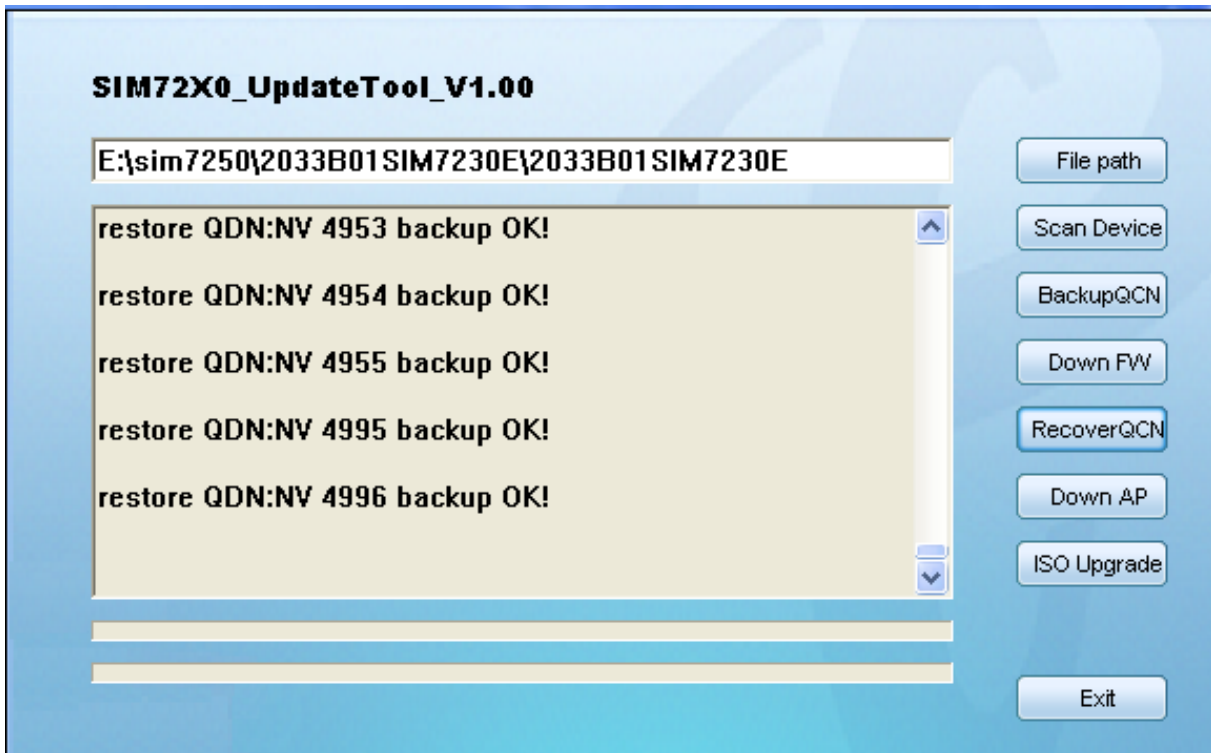 SIM72X0_UpdateTool_V1.00
E:\sim7250\2033B01SIM7230E\2033B01SIM7230E
File path
restore QDN:NV 4953 backup OK!
Scan Device
restore QDN:NV 4954 backup OK!
BackupQCN
restore QDN:NV 4955 backup OK!
Down FW
restore QDN:NV 4995 backup OK!
RecoverQCN
restore QDN:NV 4996 backup OK!
Down AP
ISO Upgrade
Exit